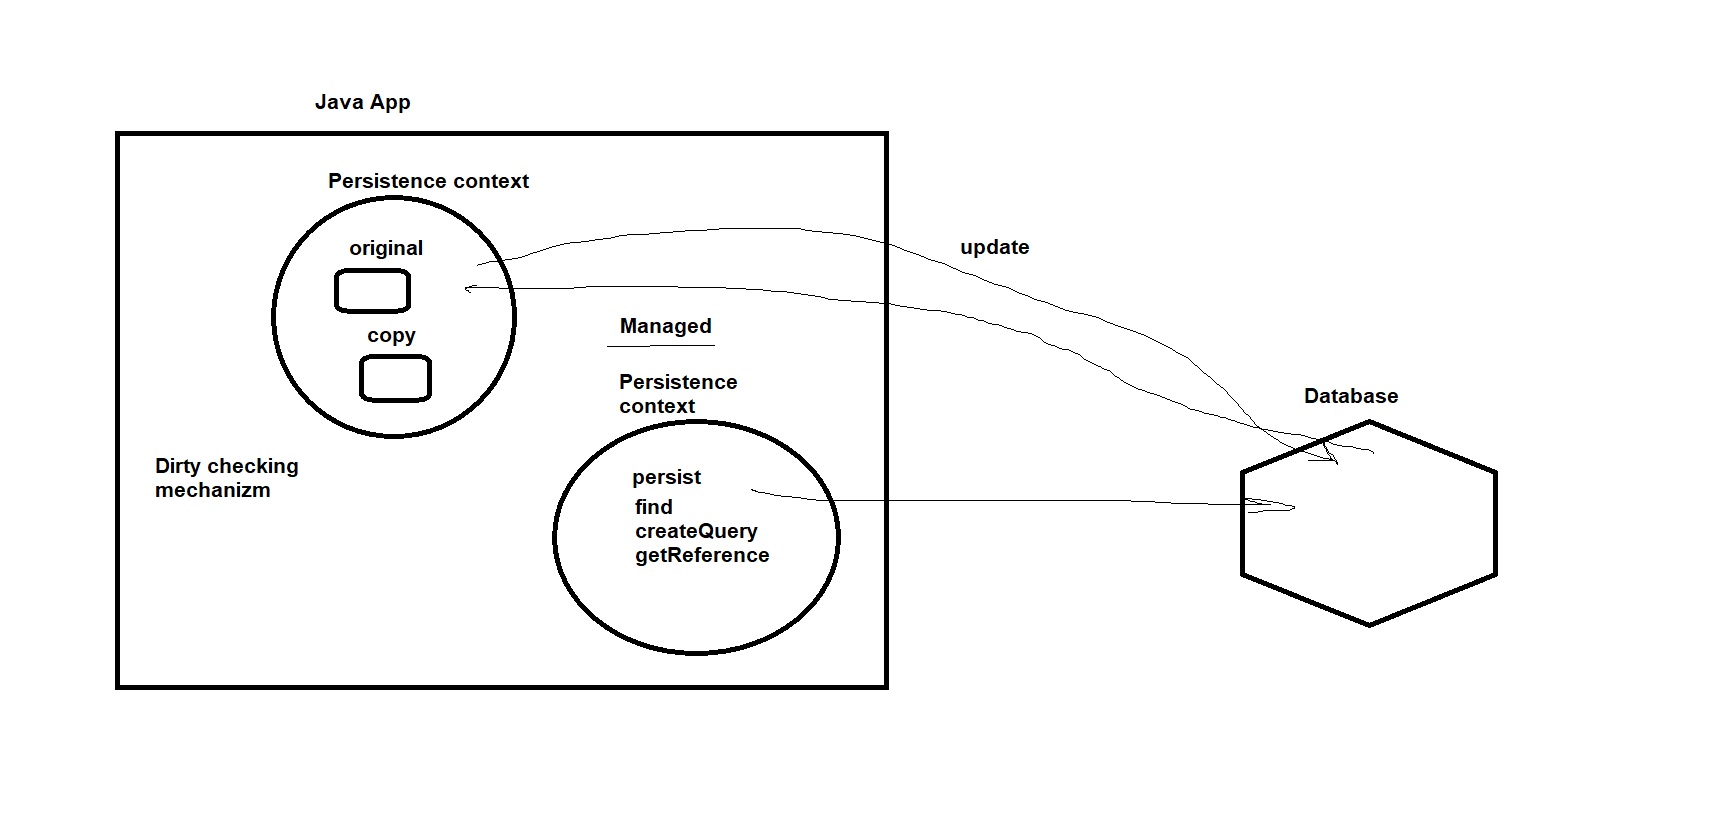 Java App
Persistence context
original
copy
update
Managed
Persistence
context
Database
Dirty checking
mechanizm
persist
find
createQuery
getReference